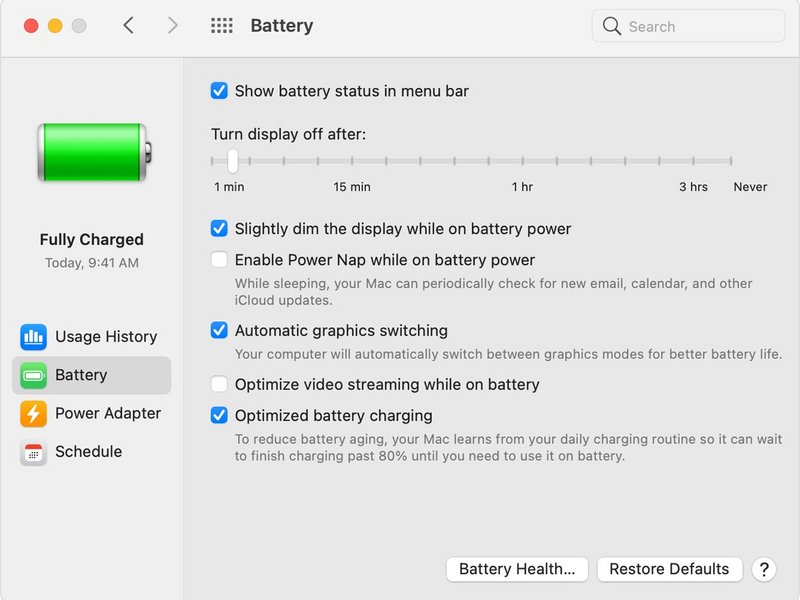 Battery
Search
Fully Charged
Today, 9:41 AM
Usage History
Battery
Power Adapter
Schedule
Show battery status in menu bar
Turn display off after:
1 min 15 min 1 hr 3 hrs Never
Slightly dim the display while on battery power
Enable Power Nap while on battery power
While sleeping, your Mac can periodically check for new email, calendar, and other
iCloud updates.
Automatic graphics switching
Your computer will automatically switch between graphics modes for better battery life.
Optimize video streaming while on battery
Optimized battery charging
To reduce battery aging, your Mac learns from your daily charging routine so it can wait
to finish charging past 80% until you need to use it on battery.
Battery Health... Restore Defaults ?